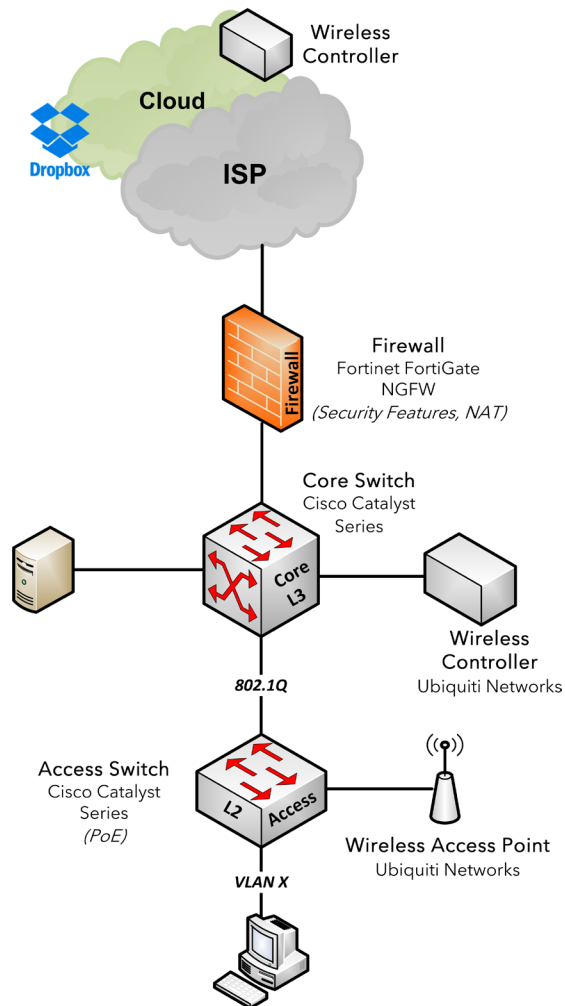 Wireless
Controller
Cloud
Dropbox
ISP
Firewall
Firewall
Fortinet FortiGate
NGFW
(Security Features, NAT)
Core Switch
Cisco Catalyst
Series
Core
L3
Wireless
Controller
Ubiquiti Networks
802.1Q
Access Switch
Cisco Catalyst
Series
(PoE)
L2
Access
Wireless Access Point
Ubiquiti Networks
VLAN X